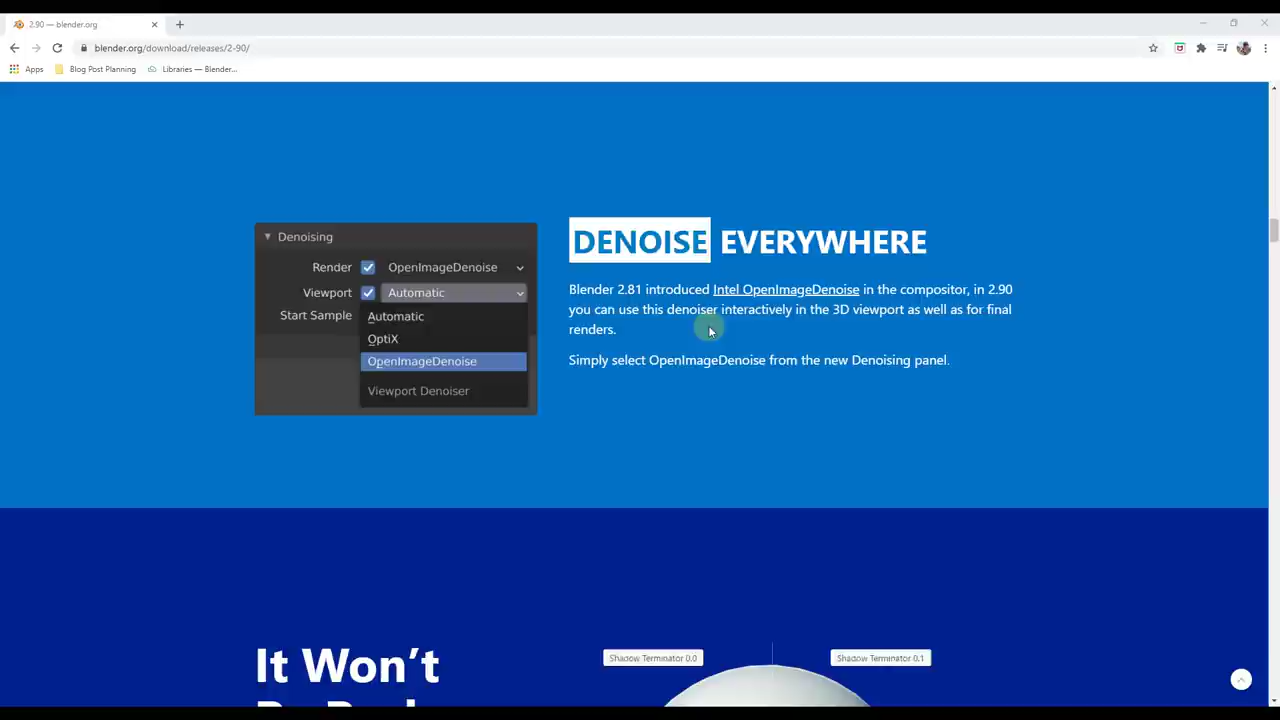 2.90 — blender.org
blender.org/download/releases/2-90/
Apps
Blog Post Planning
Libraries — Blender...
Denoising
Render
OpenImageDenoise
Viewport
Automatic
Start Sample
Automatic
OptiX
OpenImageDenoise
Viewport Denoiser
DENOISE EVERYWHERE
Blender 2.81 introduced Intel OpenImageDenoise in the compositor, in 2.90
you can use this denoiser interactively in the 3D viewport as well as for final
renders.
Simply select OpenImageDenoise from the new Denoising panel.
It Won’t
Shadow Terminator 0.0
Shadow Terminator 0.1